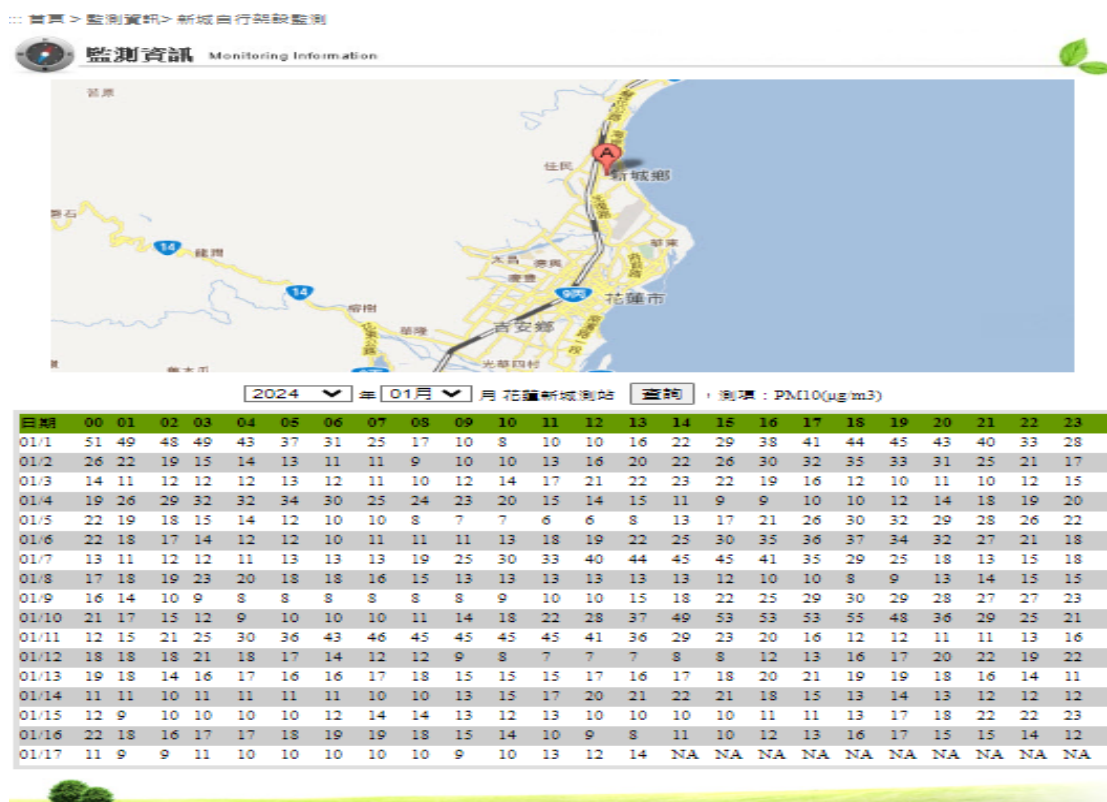 ::: 首頁 > 監測資訊> 新城自行架設監測
監測資訊 Monitoring Information
佳民
A
新城鄉
14
14
9丙
花蓮市
吉安鄉
光華四村
2024 年 01月 月 花蓮新城測站 查詢 , 測項：PM10(μg/m3)
日期 00 01 02 03 04 05 06 07 08 09 10 11 12 13 14 15 16 17 18 19 20 21 22 23
01/1 51 49 48 49 43 37 31 25 17 10 8 10 10 16 22 29 38 41 44 45 43 40 33 28
01/2 26 22 19 15 14 13 11 11 9 10 10 13 16 20 22 26 30 32 35 33 31 25 21 17
01/3 14 11 12 12 12 13 12 11 10 12 14 17 21 22 23 22 19 16 12 10 11 10 12 15
01/4 19 26 29 32 32 34 30 25 24 23 20 15 14 15 11 9 9 10 10 12 14 18 19 20
01/5 22 19 18 15 14 12 10 10 8 7 7 6 6 8 13 17 21 26 30 32 29 28 26 22
01/6 22 18 17 14 12 12 10 11 11 11 13 18 19 22 25 30 35 36 37 34 32 27 21 18
01/7 13 11 12 12 11 13 13 13 19 25 30 33 40 44 45 45 41 35 29 25 18 13 15 18
01/8 17 18 19 23 20 18 18 16 15 13 13 13 13 13 13 12 10 10 8 9 13 14 15 15
01/9 16 14 10 9 8 8 8 8 8 8 9 10 10 15 18 22 25 29 30 29 28 27 27 23
01/10 21 17 15 12 9 10 10 10 11 14 18 22 28 37 49 53 53 53 55 48 36 29 25 21
01/11 12 15 21 25 30 36 43 46 45 45 45 45 41 36 29 23 20 16 12 12 11 11 13 16
01/12 18 18 18 21 18 17 14 12 12 9 8 7 7 7 8 8 12 13 16 17 20 22 19 22
01/13 19 18 14 16 17 16 16 17 18 15 15 15 17 16 17 18 20 21 19 19 18 16 14 11
01/14 11 11 10 11 11 11 11 10 10 13 15 17 20 21 22 21 18 15 13 14 13 12 12 12
01/15 12 9 10 10 10 10 12 14 14 13 12 13 10 10 10 10 11 11 13 17 18 22 22 23
01/16 22 18 16 17 17 18 19 19 18 15 14 10 9 8 11 10 12 13 16 17 15 15 14 12
01/17 11 9 9 11 10 10 10 10 10 9 10 13 12 14 NA NA NA NA NA NA NA NA NA NA